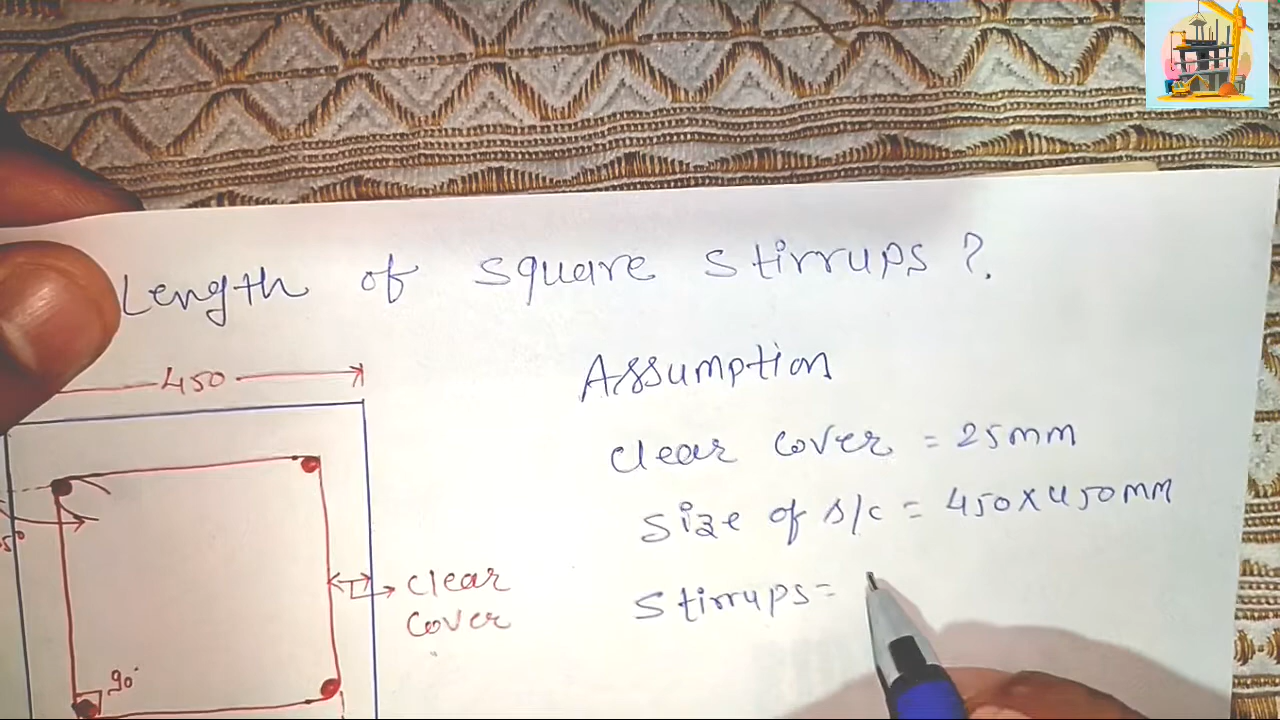 Length of square stirrups ?.
450
Assumption
clear cover = 25mm
size of s/c = 450x450mm
stirrups =
clear
cover
90°